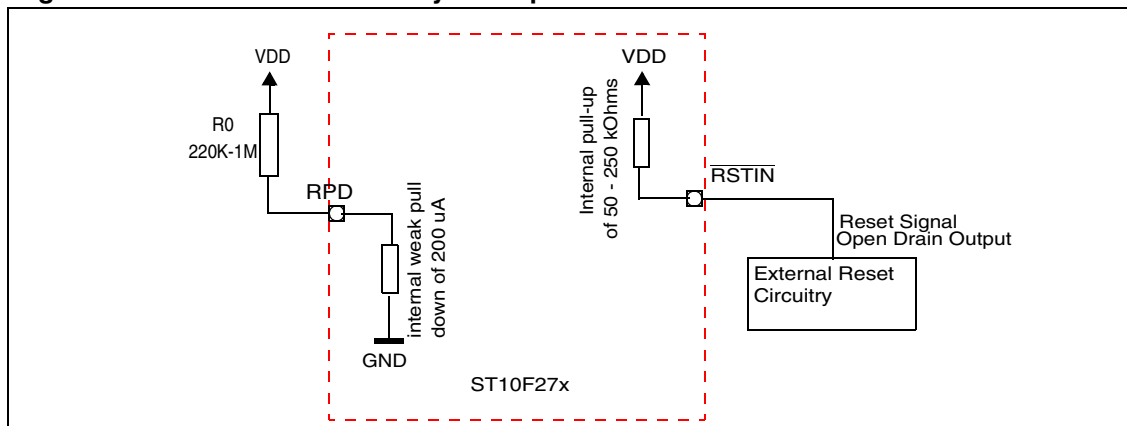 VDD
R0
220K-1M
RPD
internal weak pull
down of 200 uA
GND
VDD
Internal pull-up
of 50 - 250 kOhms
RSTIN
Reset Signal
Open Drain Output
External Reset
Circuitry
ST10F27x